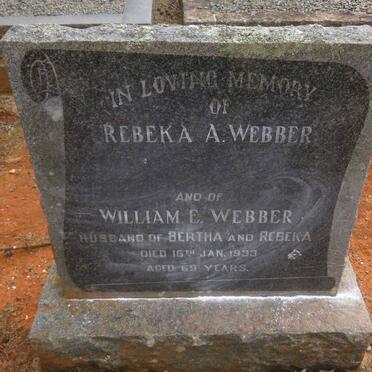 IN LOVING MEMORY
OF
REBEKA A. WEBBER
AND OF
WILLIAM E. WEBBER
HUSBAND OF BERTHA AND REBEKA
DIED 16TH JAN. 1933
AGED 69 YEARS.